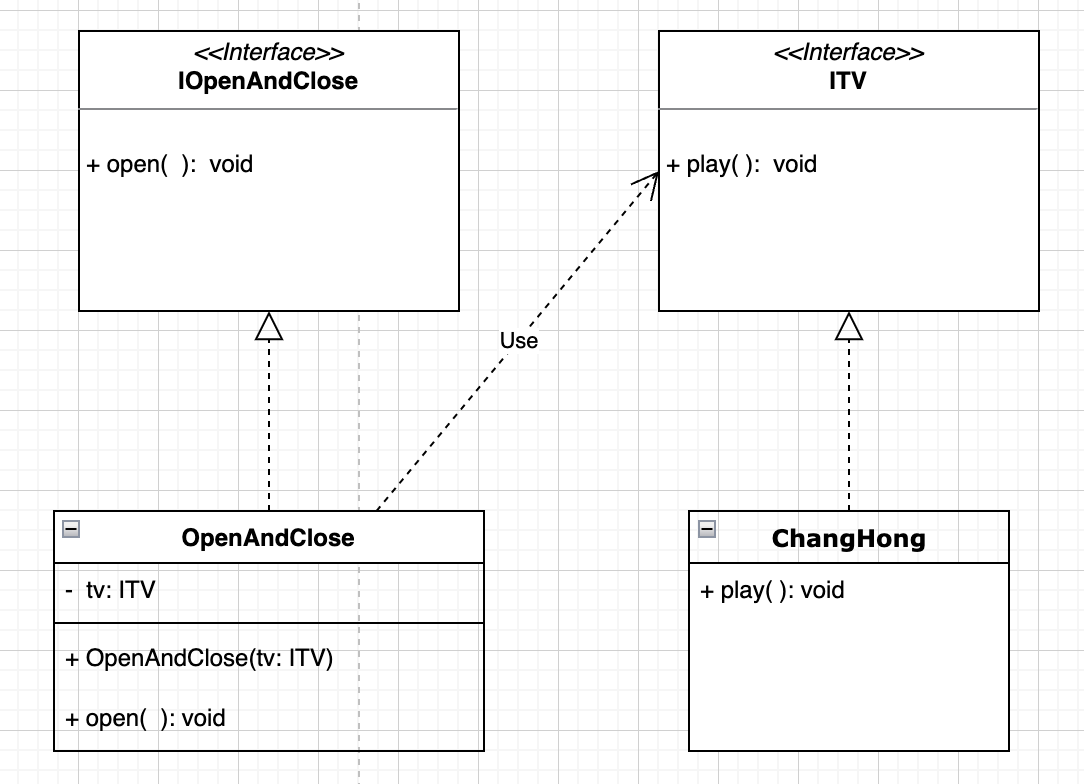 <<Interface>>
IOpenAndClose
+ open(  ):  void
<<Interface>>
ITV
+ play( ):  void
Use
OpenAndClose
-  tv: ITV
+ OpenAndClose(tv: ITV)
+ open(  ): void
ChangHong
+ play( ): void